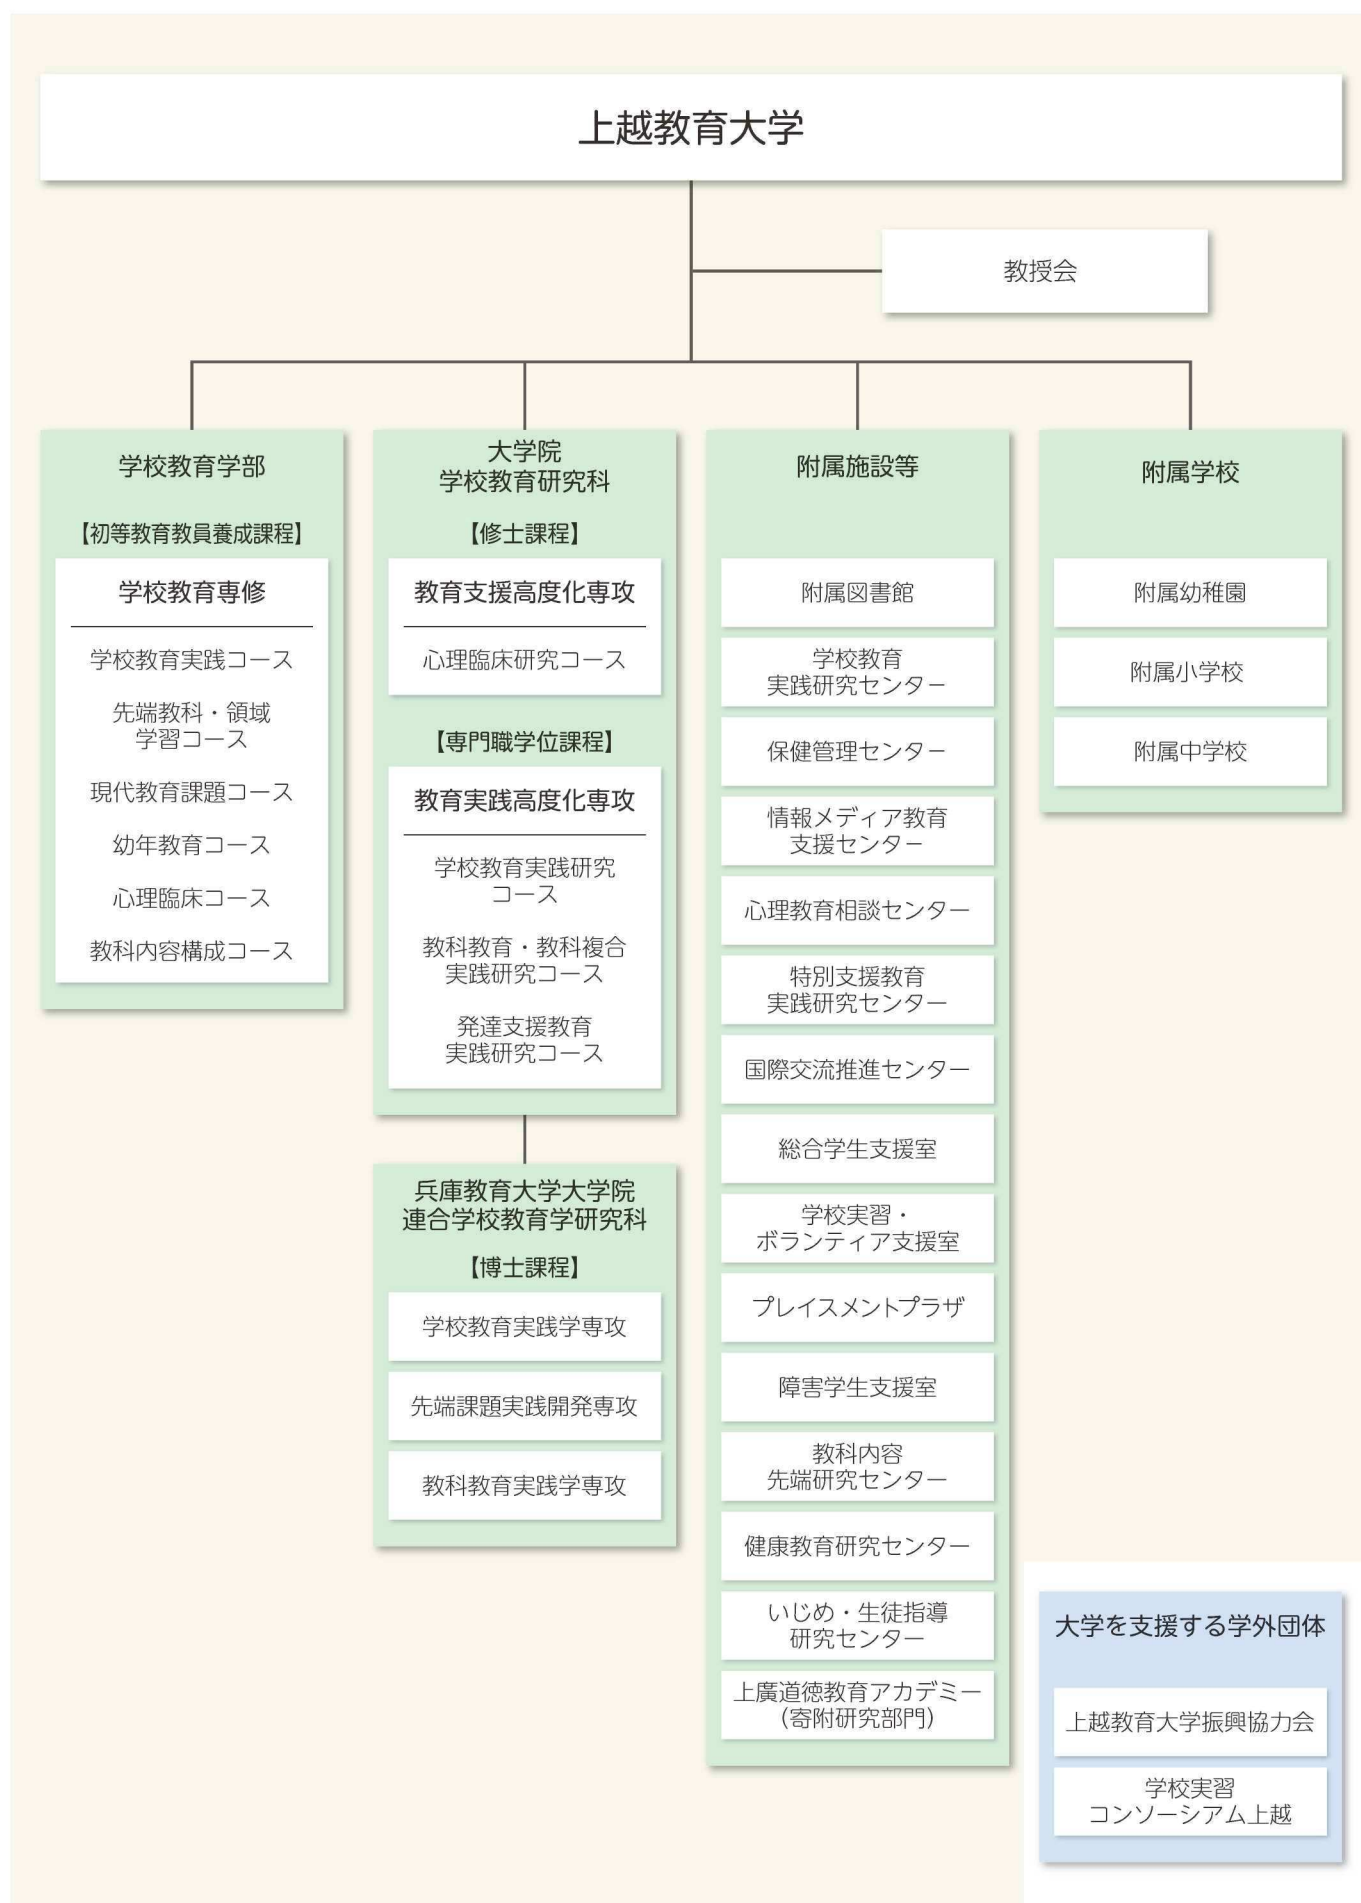 上越教育大学
教授会
学校教育学部
【初等教育教員養成課程】
学校教育専修
学校教育実践コース
先端教科・領域
学習コース
現代教育課題コース
幼年教育コース
心理臨床コース
教科内容構成コース
大学院
学校教育研究科
【修士課程】
教育支援高度化専攻
心理臨床研究コース
【専門職学位課程】
教育実践高度化専攻
学校教育実践研究
コース
教科教育・教科複合
実践研究コース
発達支援教育
実践研究コース
兵庫教育大学大学院
連合学校教育学研究科
【博士課程】
学校教育実践学専攻
先端課題実践開発専攻
教科教育実践学専攻
附属施設等
附属図書館
学校教育
実践研究センター
保健管理センター
情報メディア教育
支援センター
心理教育相談センター
特別支援教育
実践研究センター
国際交流推進センター
総合学生支援室
学校実習・
ボランティア支援室
プレイスメントプラザ
障害学生支援室
教科内容
先端研究センター
健康教育研究センター
いじめ・生徒指導
研究センター
上廣道徳教育アカデミー
(寄附研究部門)
附属学校
附属幼稚園
附属小学校
附属中学校
大学を支援する学外団体
上越教育大学振興協力会
学校実習
コンソーシアム上越